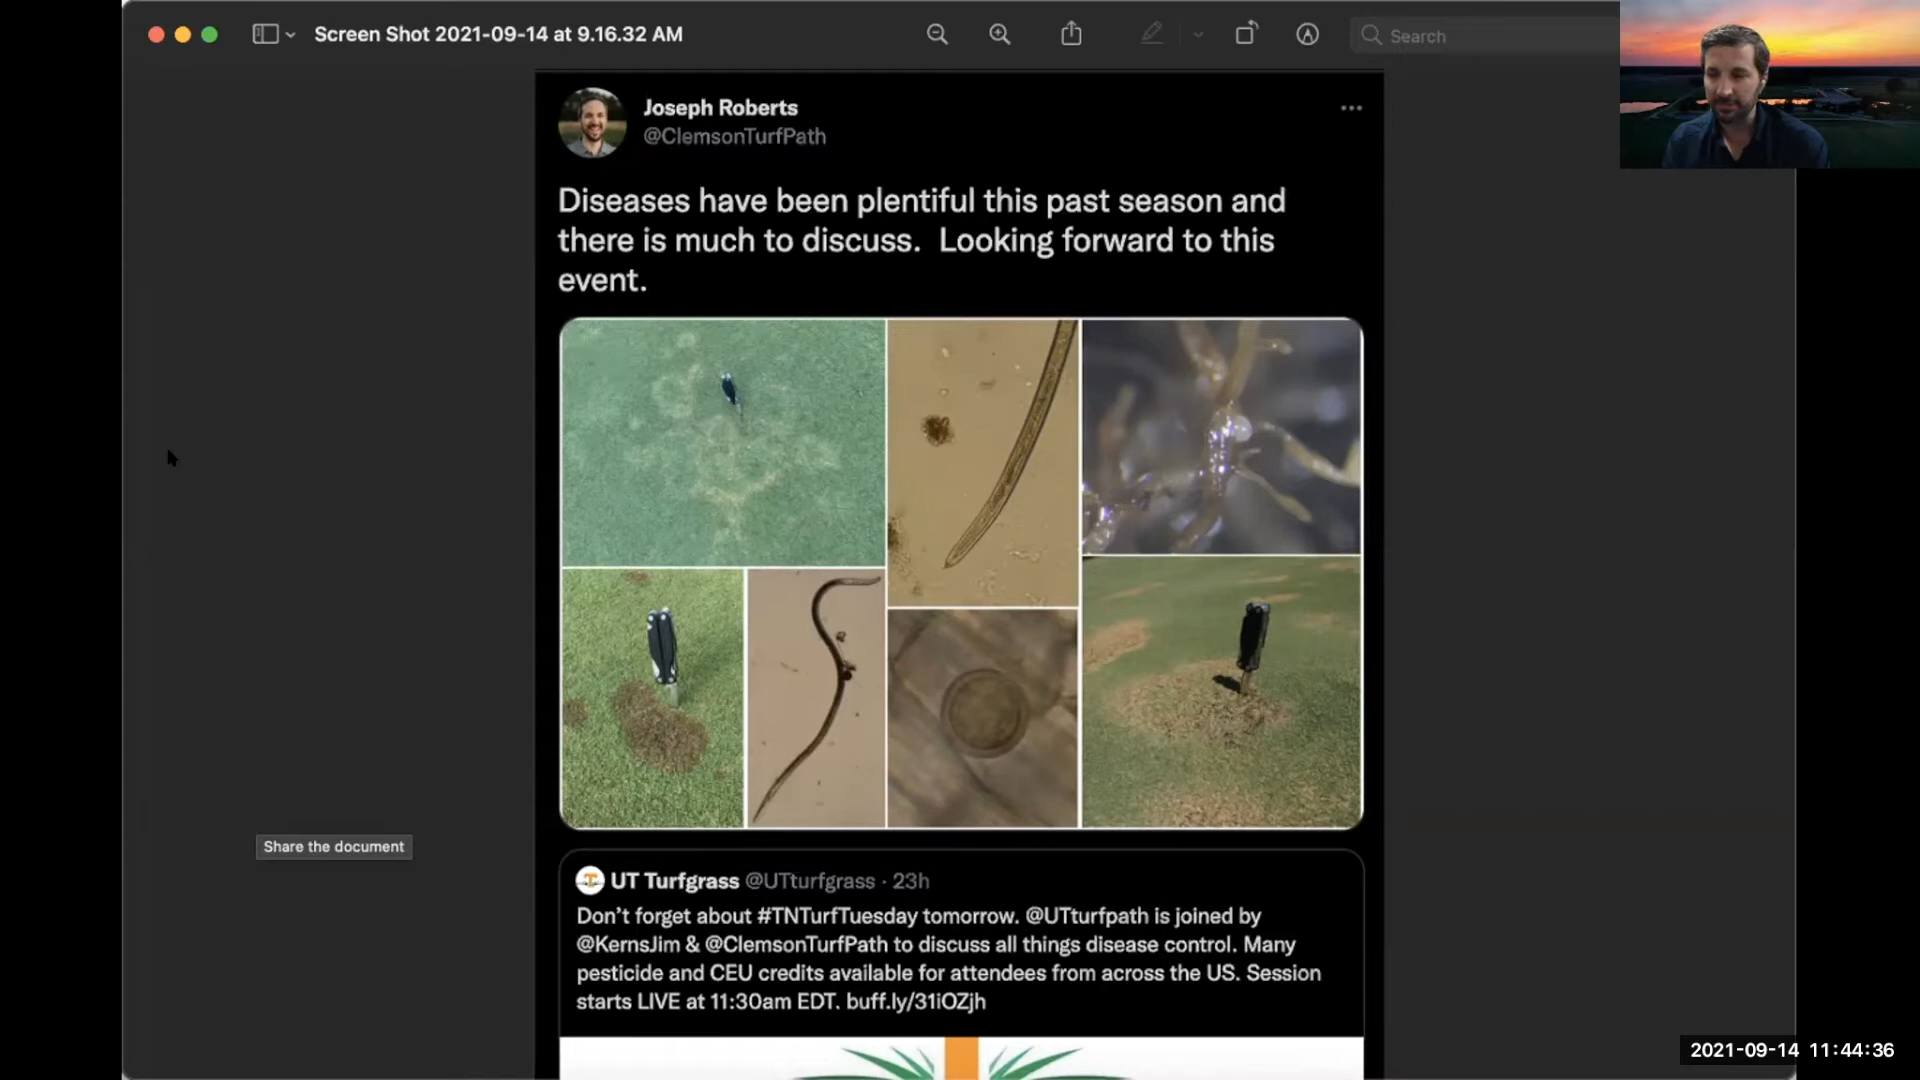 Screen Shot 2021-09-14 at 9.16.32 AM
Search
Joseph Roberts
@ClemsonTurfPath
Diseases have been plentiful this past season and
there is much to discuss.  Looking forward to this
event.
Share the document
UT Turfgrass @UTturfgrass · 23h
Don't forget about #TNTurfTuesday tomorrow. @UTturfpath is joined by
@KernsJim & @ClemsonTurfPath to discuss all things disease control. Many
pesticide and CEU credits available for attendees from across the US. Session
starts LIVE at 11:30am EDT. buff.ly/31iOZjh
2021-09-14 11:44:36